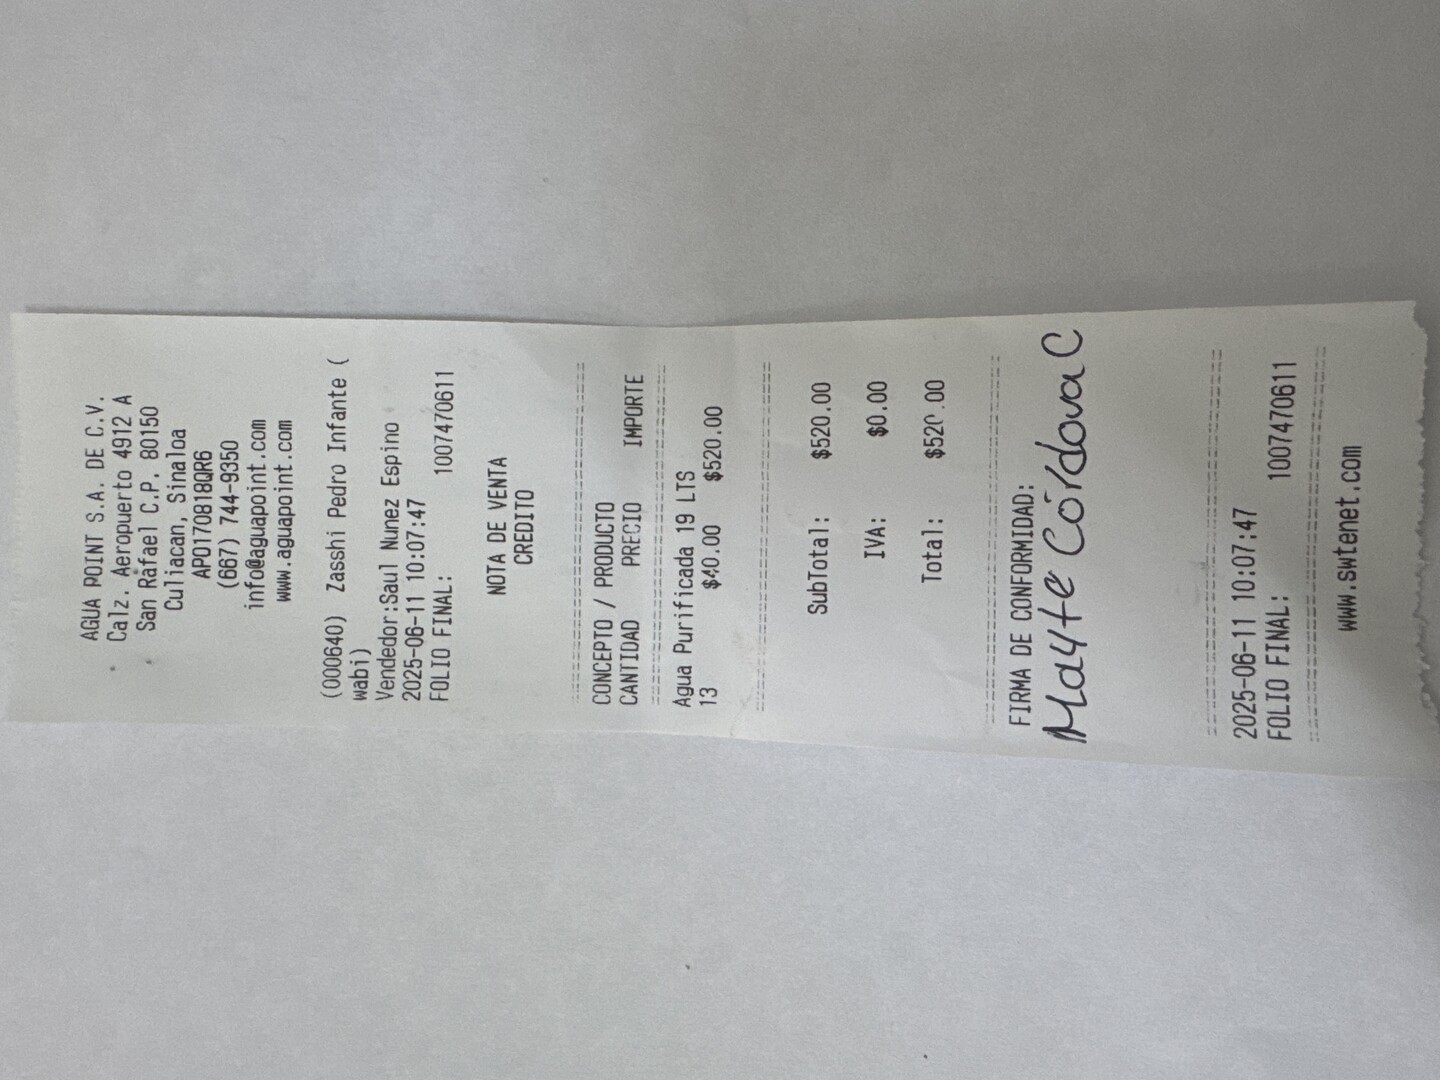 AGUA POINT S.A. DE C.V.
Calz. Aeropuerto 4912 A
San Rafael C.P. 80150
Culiacan, Sinaloa
APO170818QR6
(667) 744-9350
info@aguapoint.com
www.aguapoint.com
(000640) Zasshi Pedro Infante (
wabi)
Vendedor:Saul Nunez Espino
2025-06-11 10:07:47
FOLIO FINAL: 1007470611
NOTA DE VENTA
CREDITO
CONCEPTO / PRODUCTO
CANTIDAD PRECIO IMPORTE
Agua Purificada 19 LTS
13 $40.00 $520.00
SubTotal: $520.00
IVA: $0.00
Total: $520.00
FIRMA DE CONFORMIDAD:
Mayte Córdova C
2025-06-11 10:07:47
FOLIO FINAL: 1007470611
www.swtenet.com